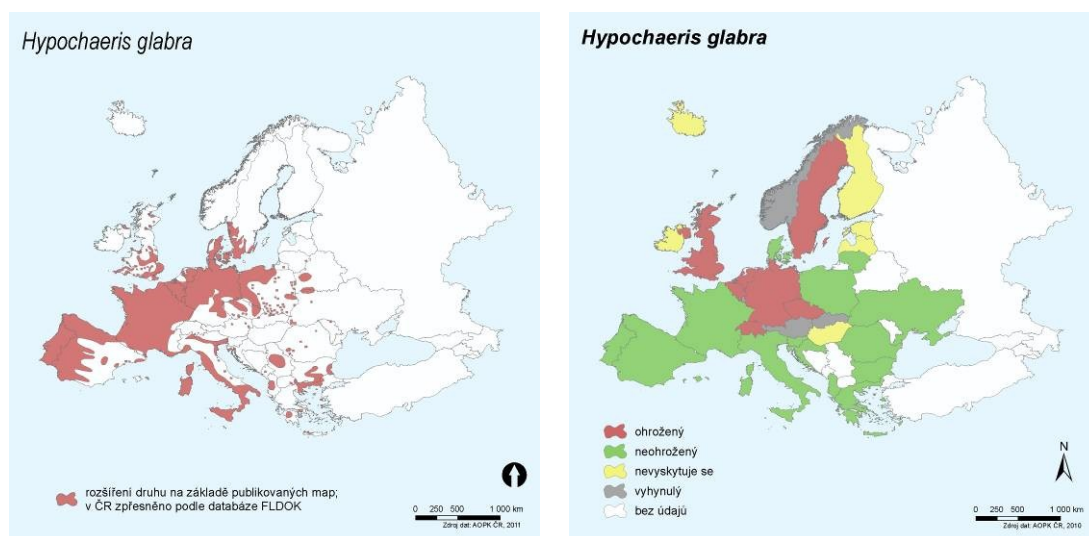 Hypochaeris glabra
rozšíření druhu na základě publikovaných map;
v ČR zpřesněno podle databáze FLDOK
0 250 500 1 000 km
Zdroj dat: AOPK ČR, 2011
Hypochaeris glabra
ohrožený
neohrožený
nevyskytuje se
vyhynulý
bez údajů
N
0 250 500 1 000 km
Zdroj dat: AOPK ČR, 2010